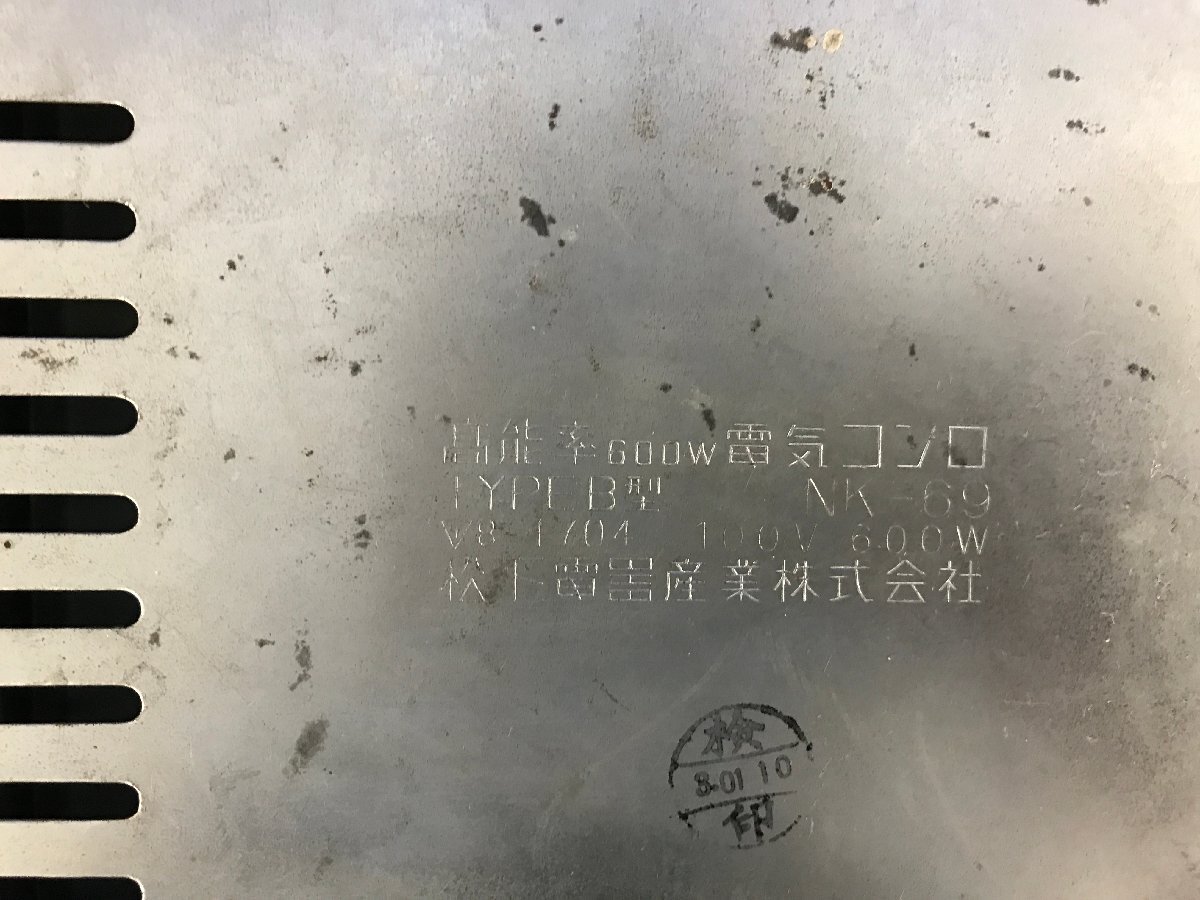 高能率600W電気コンロ
TYPE B型 NK-69
▽8-1704 100V 600W
松下電器産業株式会社
検
8.01 10
印